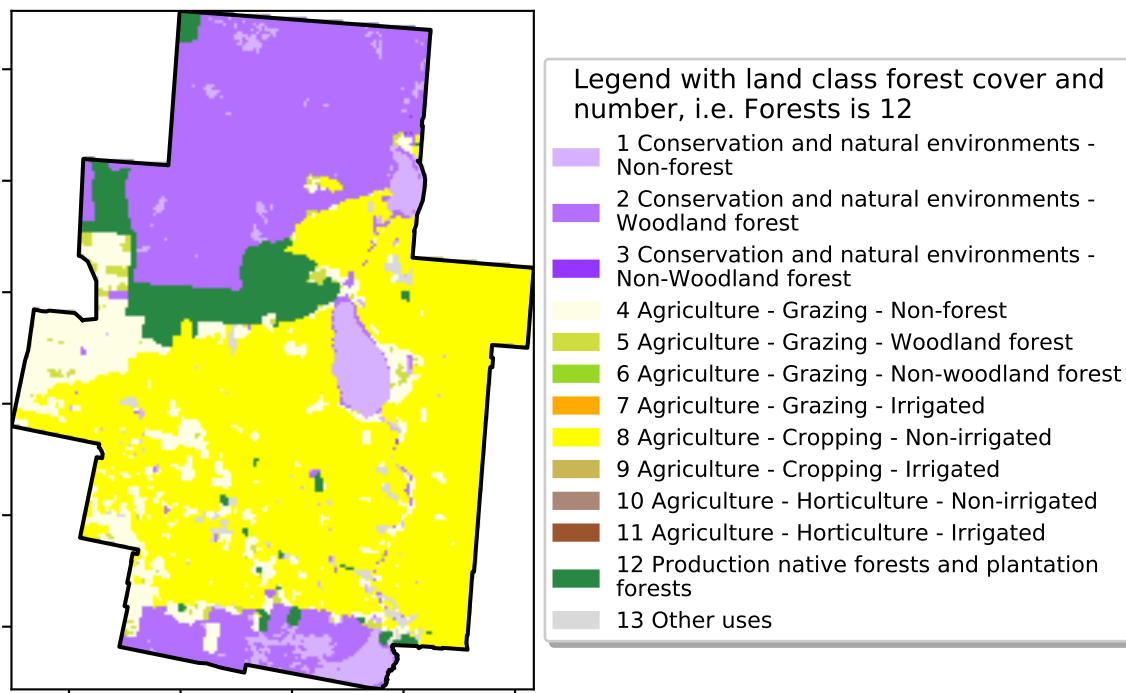 Legend with land class forest cover and
number, i.e. Forests is 12
1 Conservation and natural environments -
Non-forest
2 Conservation and natural environments -
Woodland forest
3 Conservation and natural environments -
Non-Woodland forest
4 Agriculture - Grazing - Non-forest
5 Agriculture - Grazing - Woodland forest
6 Agriculture - Grazing - Non-woodland forest
7 Agriculture - Grazing - Irrigated
8 Agriculture - Cropping - Non-irrigated
9 Agriculture - Cropping - Irrigated
10 Agriculture - Horticulture - Non-irrigated
11 Agriculture - Horticulture - Irrigated
12 Production native forests and plantation
forests
13 Other uses